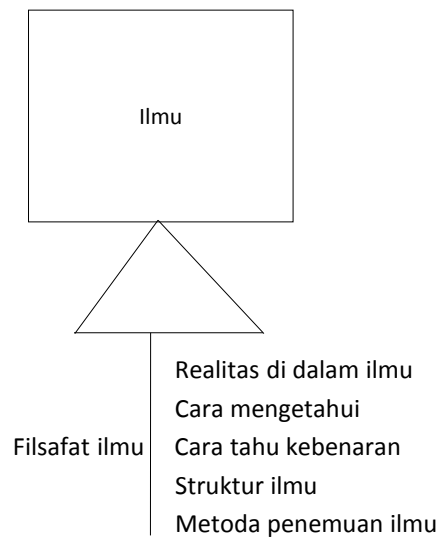 Ilmu
Realitas di dalam ilmu
Cara mengetahui
Filsafat ilmu
Cara tahu kebenaran
Struktur ilmu
Metoda penemuan ilmu